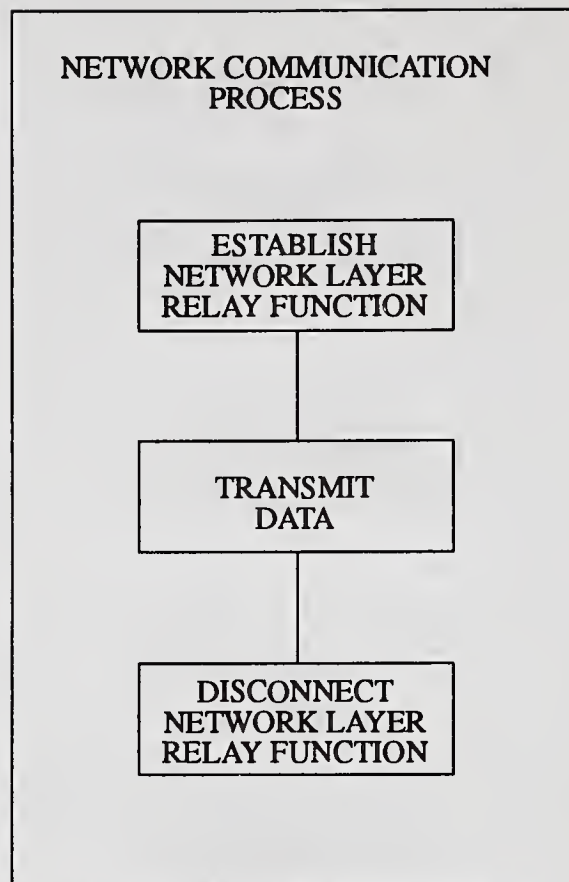 NETWORK COMMUNICATION
PROCESS
ESTABLISH
NETWORK LAYER
RELAY FUNCTION
TRANSMIT
DATA
DISCONNECT
NETWORK LAYER
RELAY FUNCTION